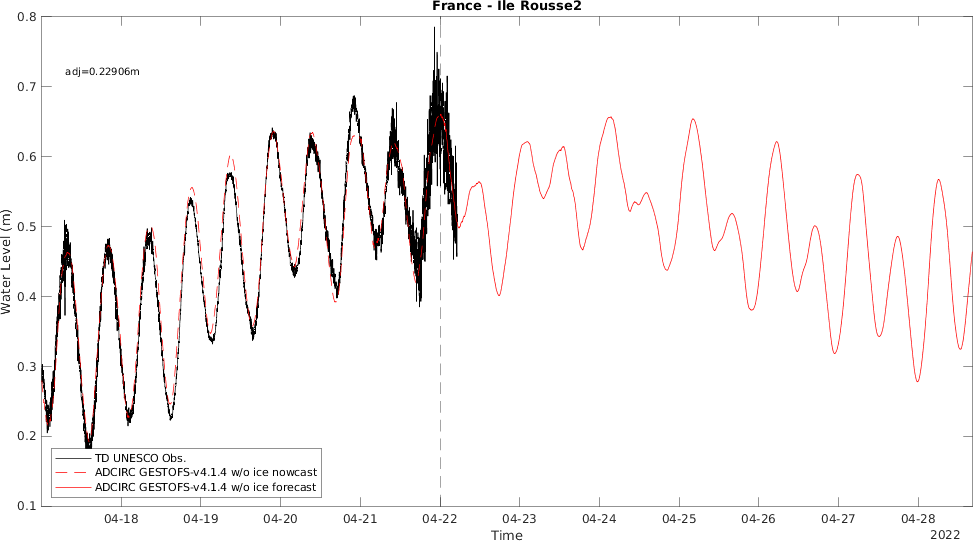 France - Ile Rousse2
adj=0.22906m
0.8
0.7
0.6
0.5
0.4
0.3
0.2
0.1
Water Level (m)
TD UNESCO Obs.
ADCIRC GESTOFS-v4.1.4 w/o ice nowcast
ADCIRC GESTOFS-v4.1.4 w/o ice forecast
04-18 04-19 04-20 04-21 04-22 04-23 04-24 04-25 04-26 04-27 04-28
Time
2022